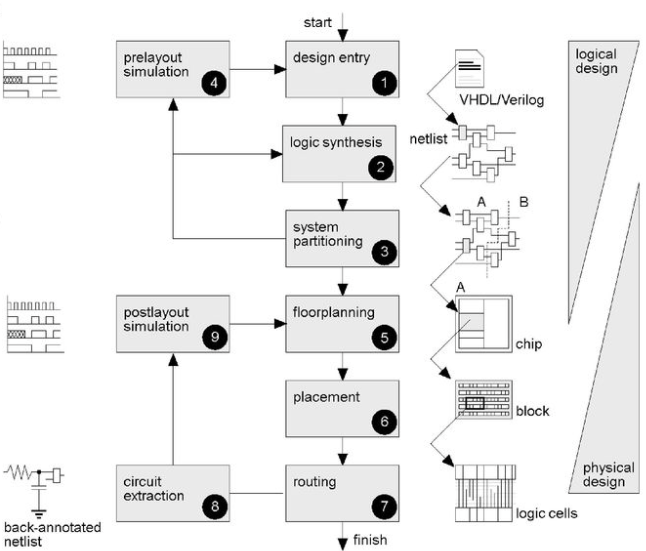 start
prelayout
simulation
4
design entry
1
VHDL/Verilog
logical
design
logic synthesis
2
netlist
system
partitioning
3
A
B
postlayout
simulation
9
floorplanning
5
A
chip
placement
6
block
circuit
extraction
8
routing
7
logic cells
physical
design
back-annotated
netlist
finish